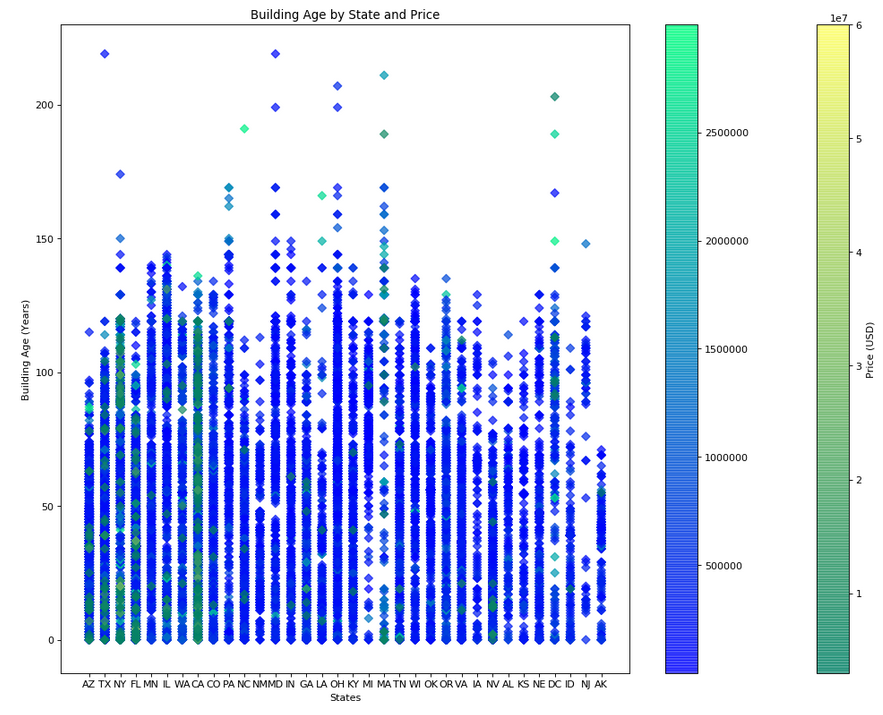 Building Age by State and Price
1e7
200
150
100
50
0
Building Age (Years)
AZ TX NY FL MN IL WA CA CO PA NC NM MD IN GA LA OH KY MI MA TN WI OK OR VA IA NV AL KS NE DC ID NJ AK
States
2500000
2000000
1500000
1000000
500000
6
5
4
3
2
1
Price (USD)